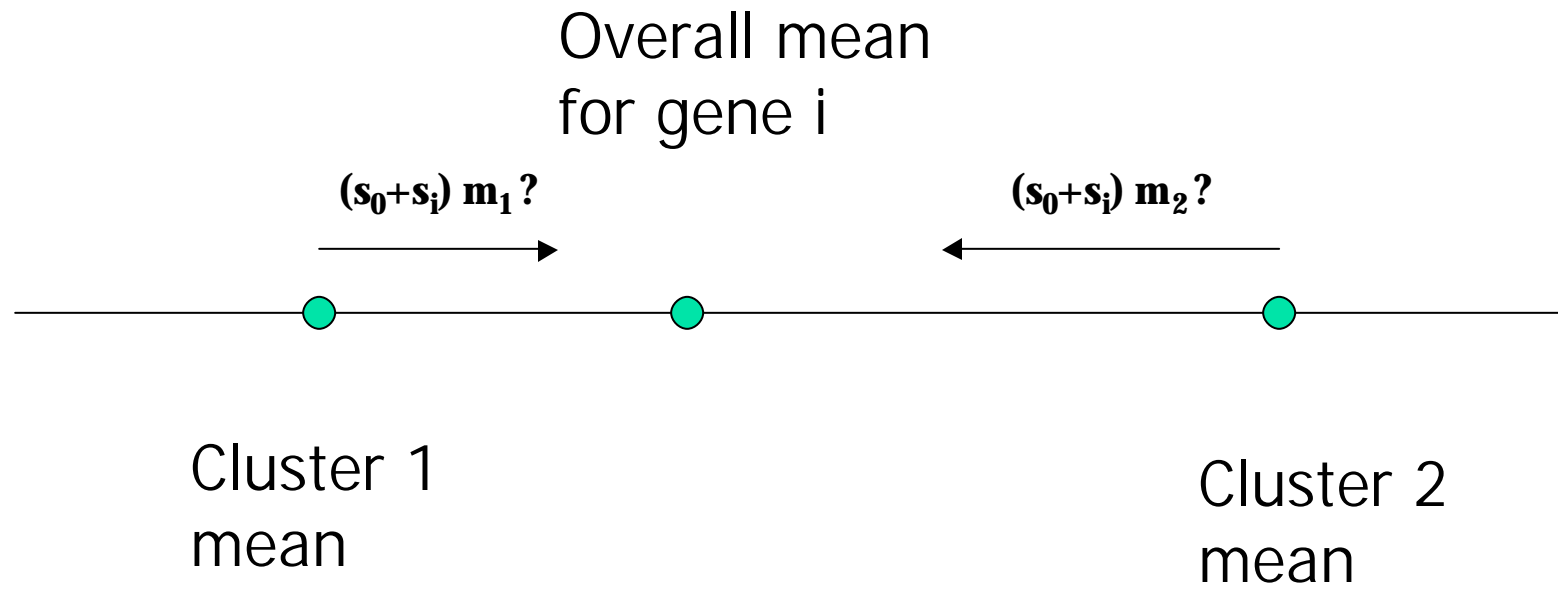 Overall mean
for gene i
(s₀+sᵢ) m₁?
(s₀+sᵢ) m₂?
Cluster 1
mean
Cluster 2
mean